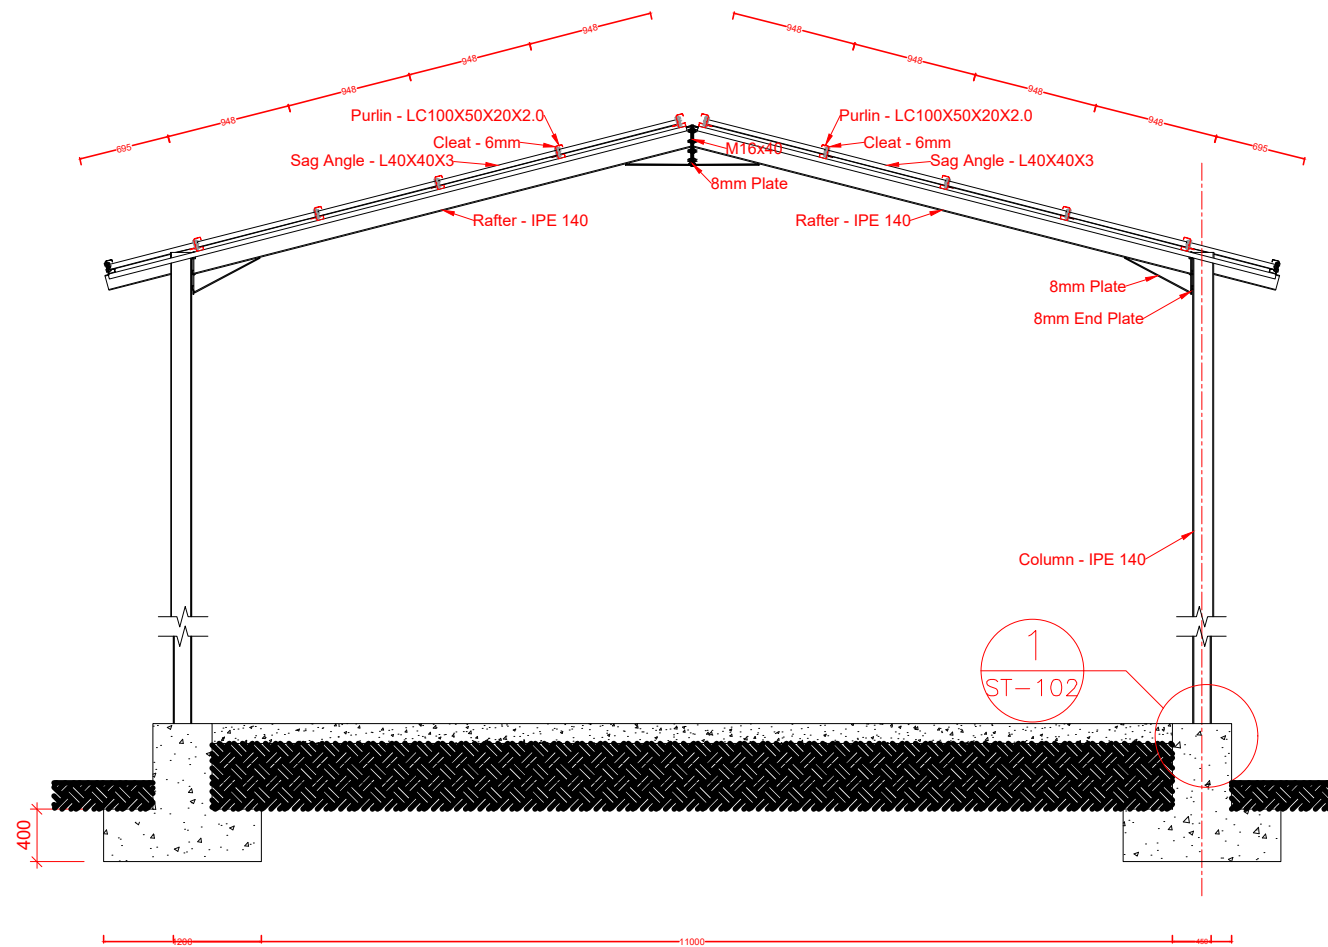 948
948
948
948
948
948
948
948
695
695
Purlin - LC100X50X20X2.0
Purlin - LC100X50X20X2.0
Cleat - 6mm
M16x40
Cleat - 6mm
Sag Angle - L40X40X3
Sag Angle - L40X40X3
8mm Plate
Rafter - IPE 140
Rafter - IPE 140
8mm Plate
8mm End Plate
Column - IPE 140
1
ST-102
400
1200
11000
450